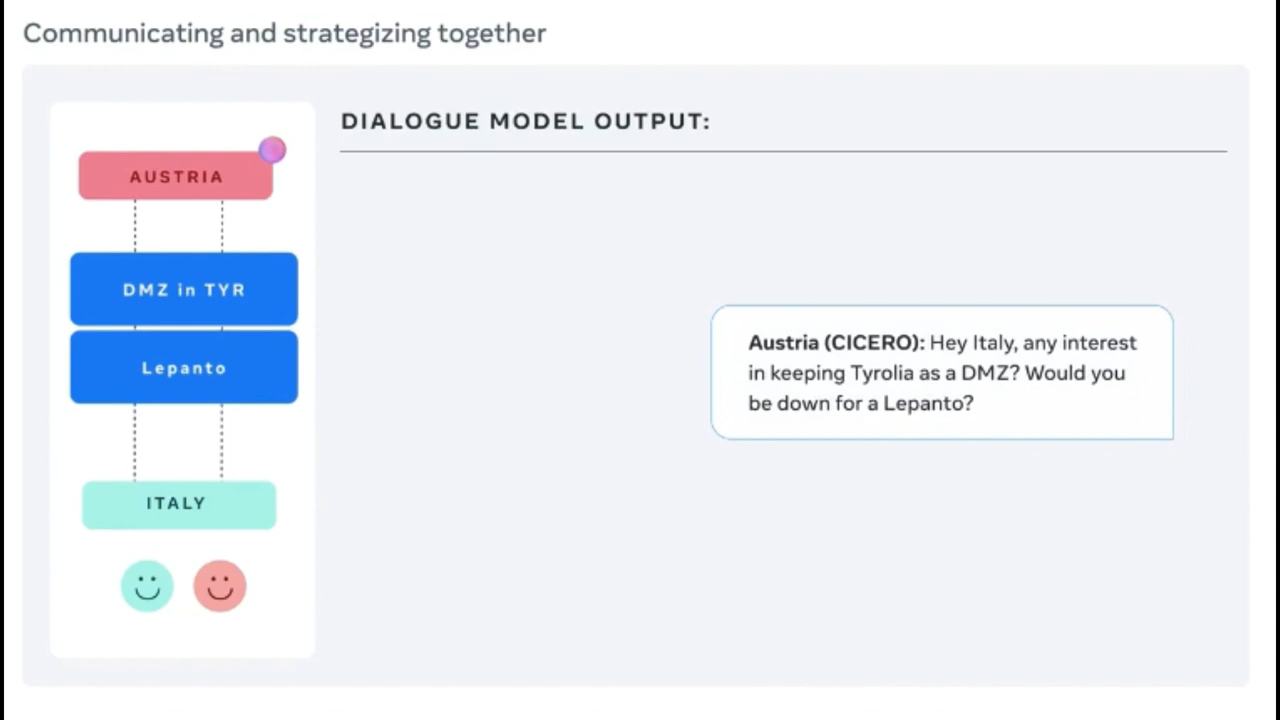 Communicating and strategizing together
DIALOGUE MODEL OUTPUT:
AUSTRIA
DMZ in TYR
Lepanto
ITALY
Austria (CICERO): Hey Italy, any interest
in keeping Tyrolia as a DMZ? Would you
be down for a Lepanto?